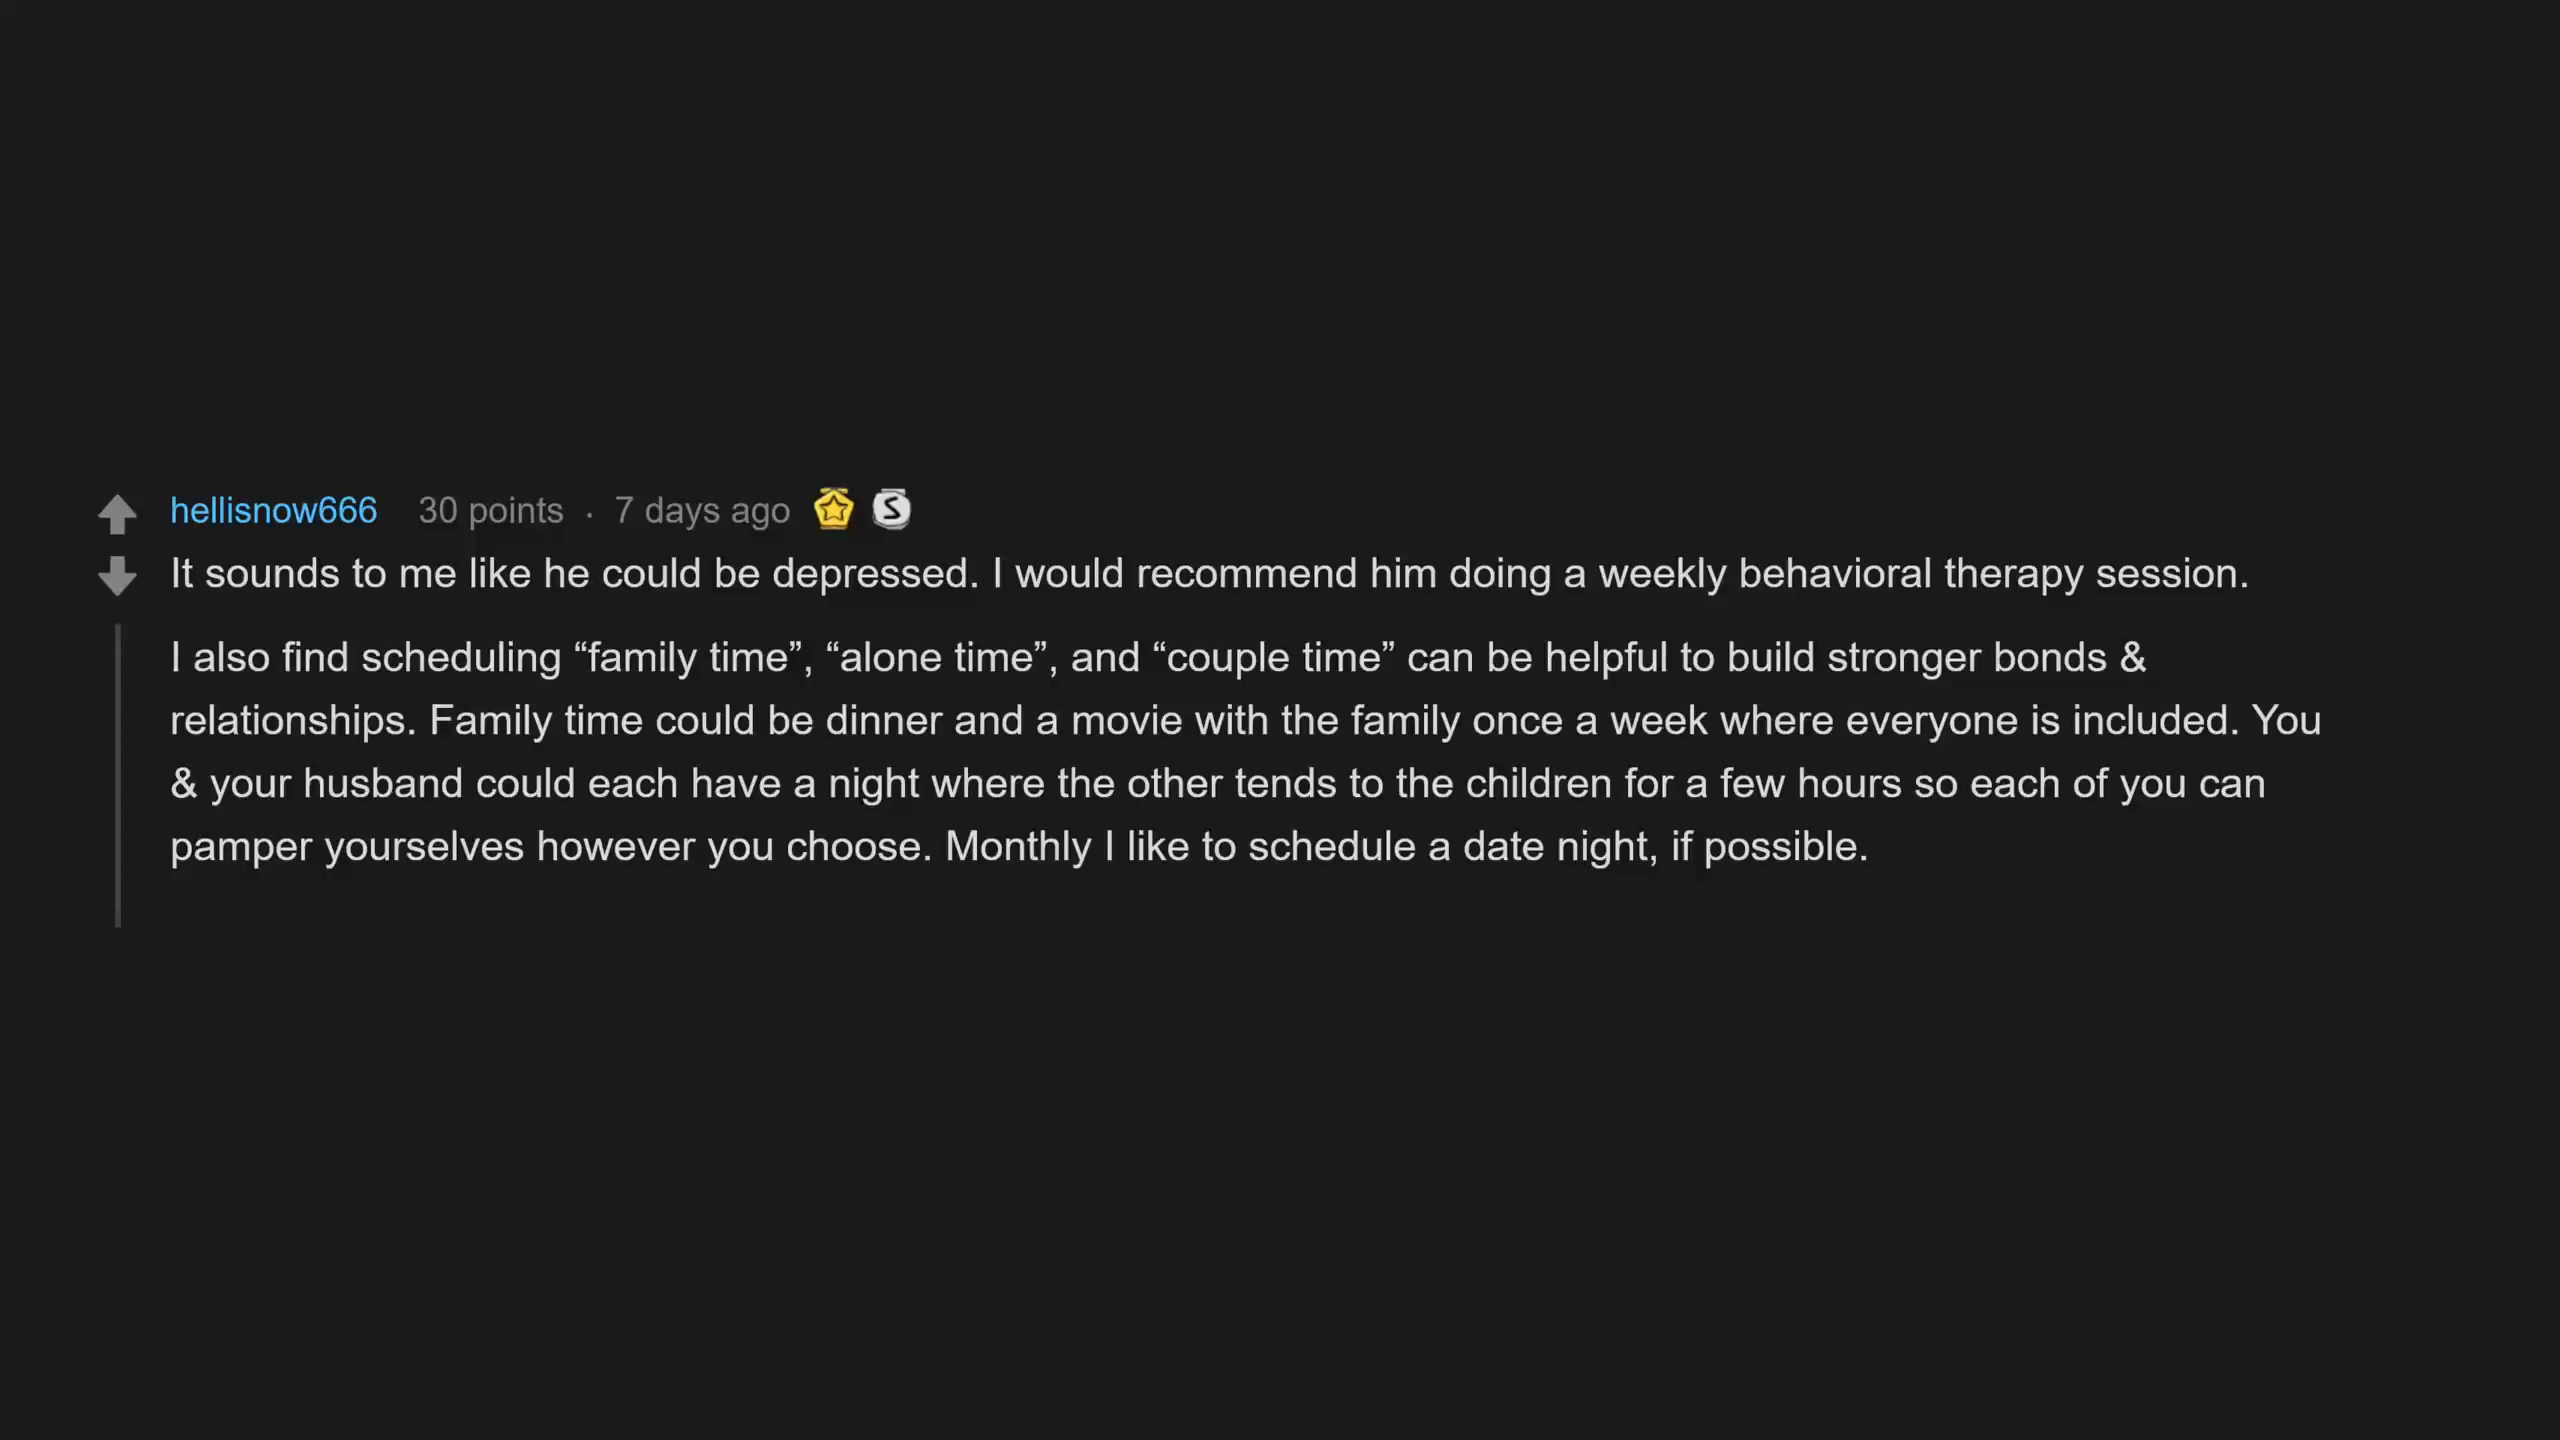 hellisnow666 30 points · 7 days ago
It sounds to me like he could be depressed. I would recommend him doing a weekly behavioral therapy session.
I also find scheduling “family time”, “alone time”, and “couple time” can be helpful to build stronger bonds &
relationships. Family time could be dinner and a movie with the family once a week where everyone is included. You
& your husband could each have a night where the other tends to the children for a few hours so each of you can
pamper yourselves however you choose. Monthly I like to schedule a date night, if possible.